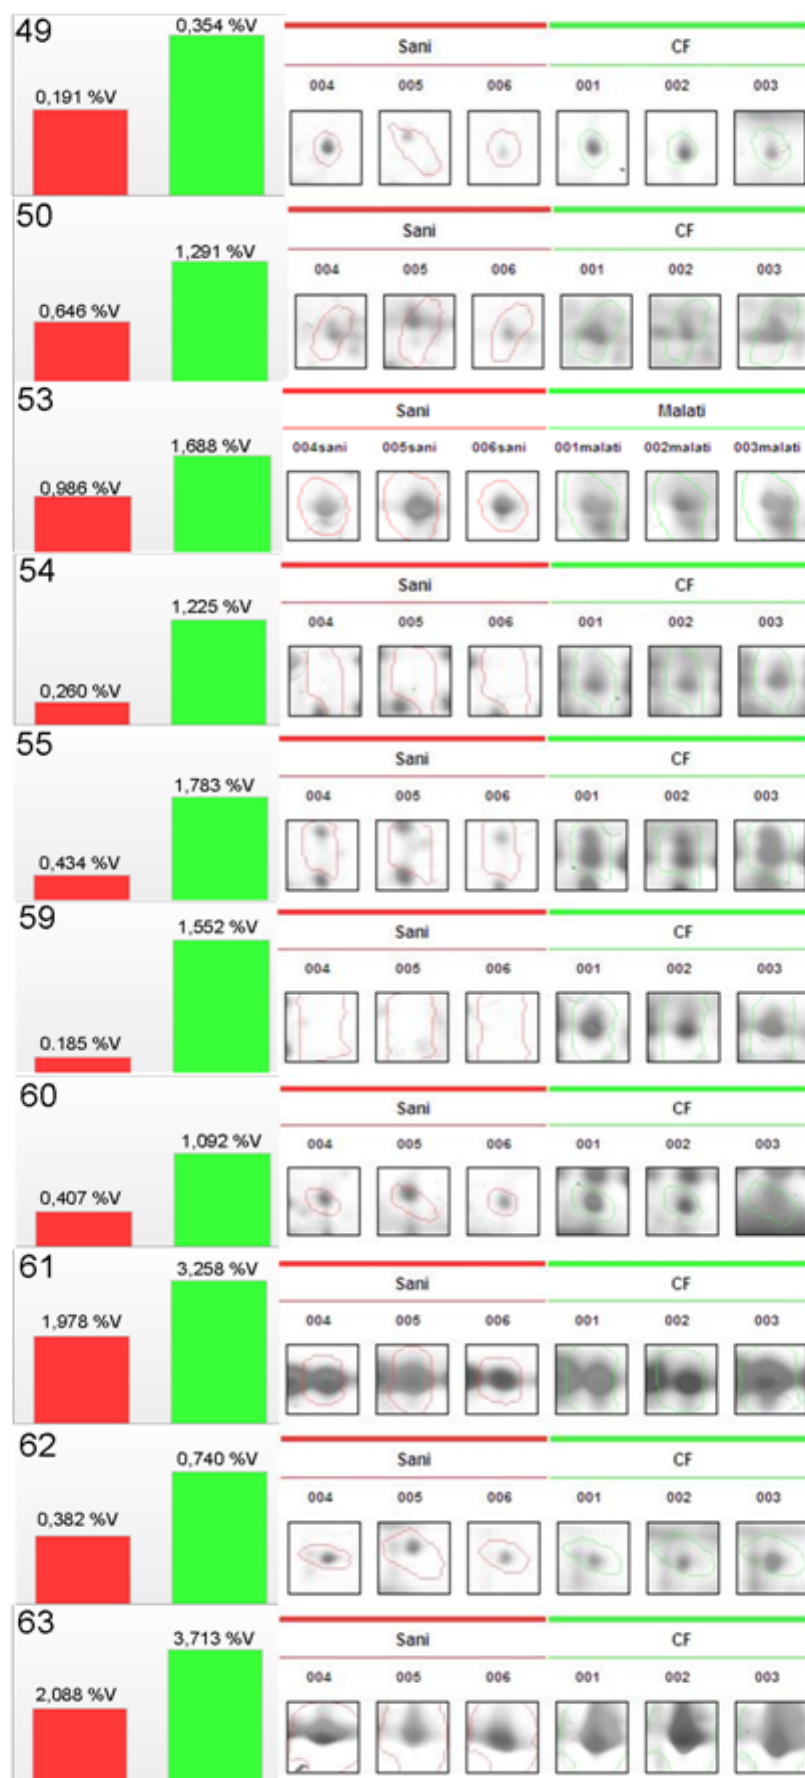 49
0,191 %V
0,354 %V
Sani CF
004 005 006 001 002 003
50
0,646 %V
1,291 %V
Sani CF
004 005 006 001 002 003
53
0,986 %V
1,688 %V
Sani Malati
004sani 005sani 006sani 001malati 002malati 003malati
54
0,260 %V
1,225 %V
Sani CF
004 005 006 001 002 003
55
0,434 %V
1,783 %V
Sani CF
004 005 006 001 002 003
59
0.185 %V
1,552 %V
Sani CF
004 005 006 001 002 003
60
0,407 %V
1,092 %V
Sani CF
004 005 006 001 002 003
61
1,978 %V
3,258 %V
Sani CF
004 005 006 001 002 003
62
0,382 %V
0,740 %V
Sani CF
004 005 006 001 002 003
63
2,088 %V
3,713 %V
Sani CF
004 005 006 001 002 003